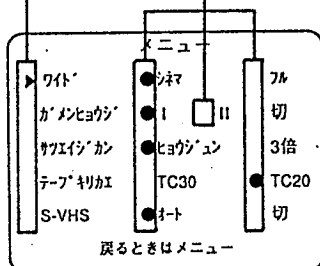 メニュー
ワイド シネマ フル
ガメンヒョウジ I II 切
サツエイジカン ヒョウジュン 3倍
テープキリカエ TC30 TC20
S-VHS オート 切
戻るときはメニュー